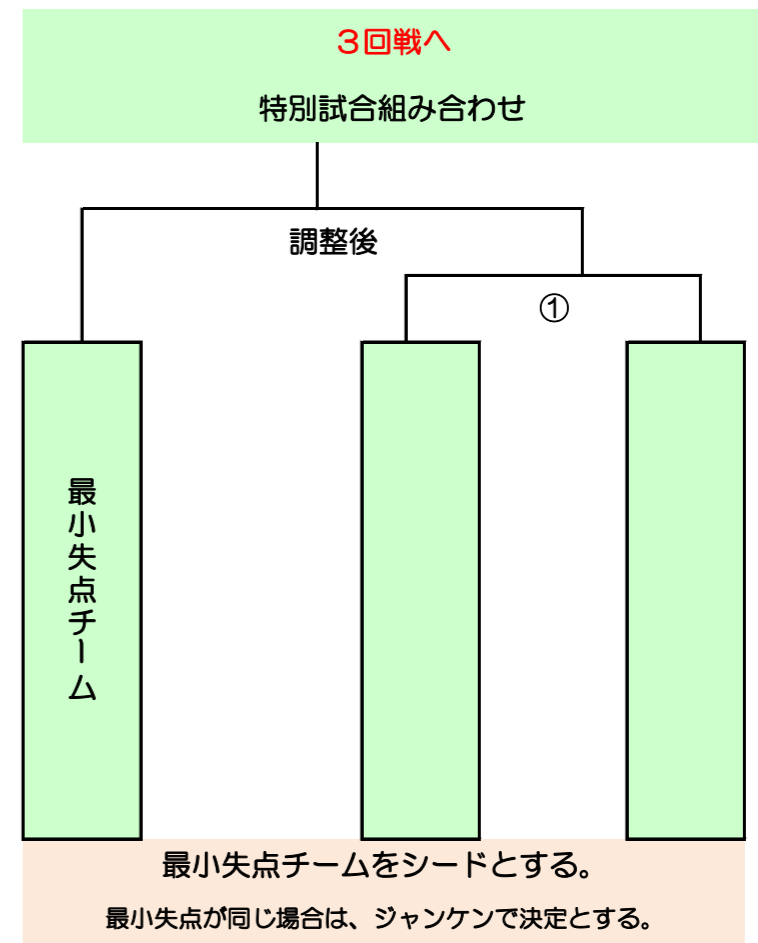 ３回戦へ
特別試合組み合わせ
調整後
①
最小失点チーム
最小失点チームをシードとする。
最小失点が同じ場合は、ジャンケンで決定とする。